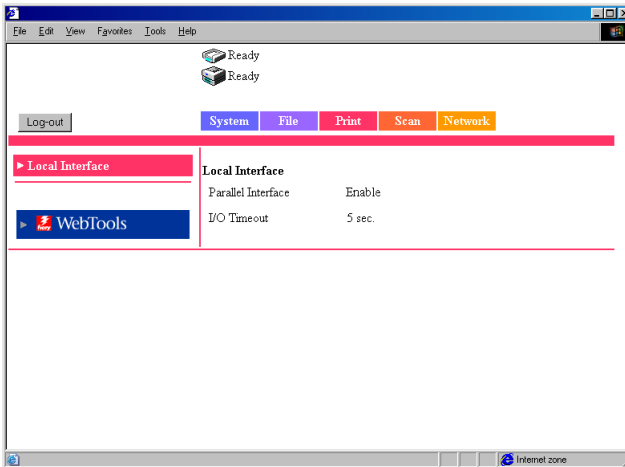 File Edit View Favorites Tools Help
Ready
Ready
Log-out
System File Print Scan Network
Local Interface
Local Interface
Parallel Interface Enable
I/O Timeout 5 sec.
Fiery WebTools
Internet zone